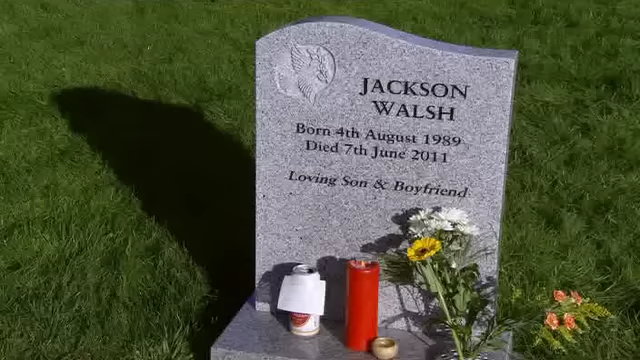 JACKSON
WALSH
Born 4th August 1989
Died 7th June 2011
Loving Son & Boyfriend